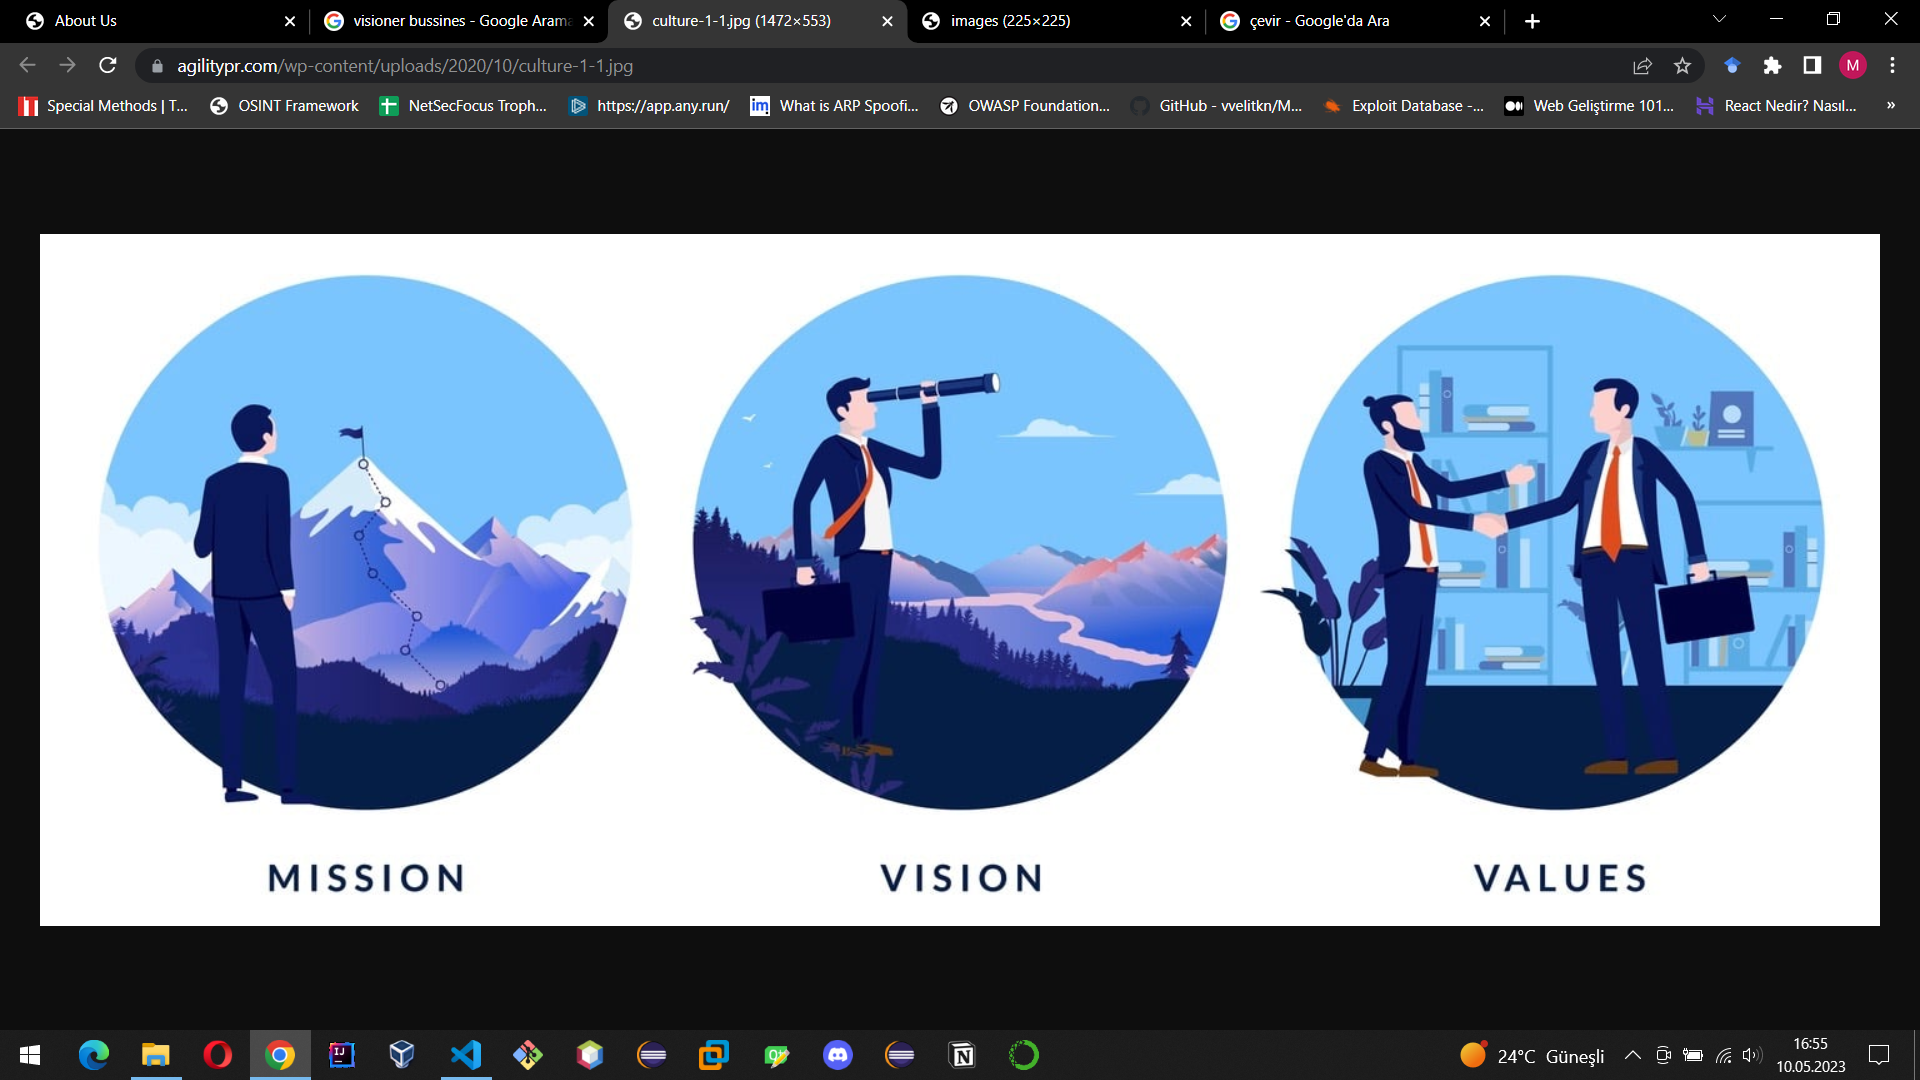 About Us
visioner bussines - Google Arama
culture-1-1.jpg (1472×553)
images (225×225)
çevir - Google'da Ara
agilitypr.com/wp-content/uploads/2020/10/culture-1-1.jpg
M
Special Methods | T...
OSINT Framework
NetSecFocus Troph...
https://app.any.run/
im
What is ARP Spoofi...
OWASP Foundation...
GitHub - vvelitkn/M...
Exploit Database -...
Web Geliştirme 101...
React Nedir? Nasıl...
»
MISSION
VISION
VALUES
IJ
Qt
N
24°C Güneşli
16:55
10.05.2023